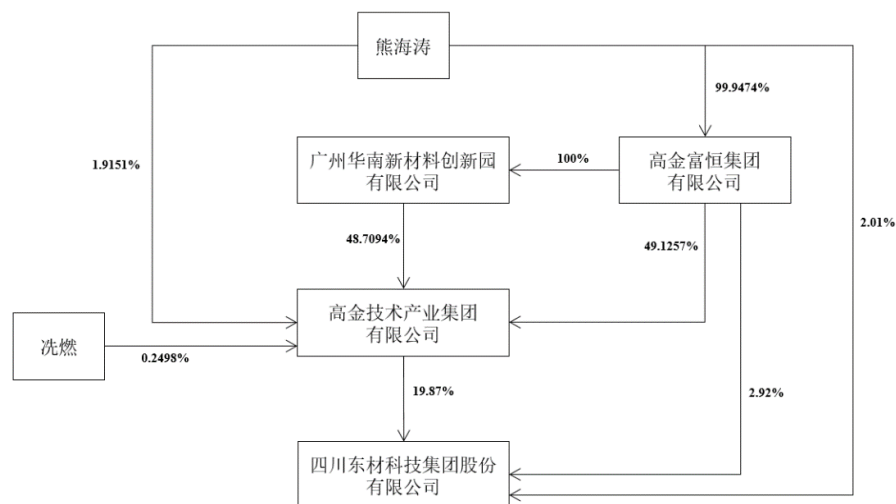 熊海涛
99.9474%
1.9151%
广州华南新材料创新园
有限公司
100%
高金富恒集团
有限公司
2.01%
48.7094%
49.1257%
高金技术产业集团
有限公司
冼燃
0.2498%
19.87%
2.92%
四川东材科技集团股份
有限公司